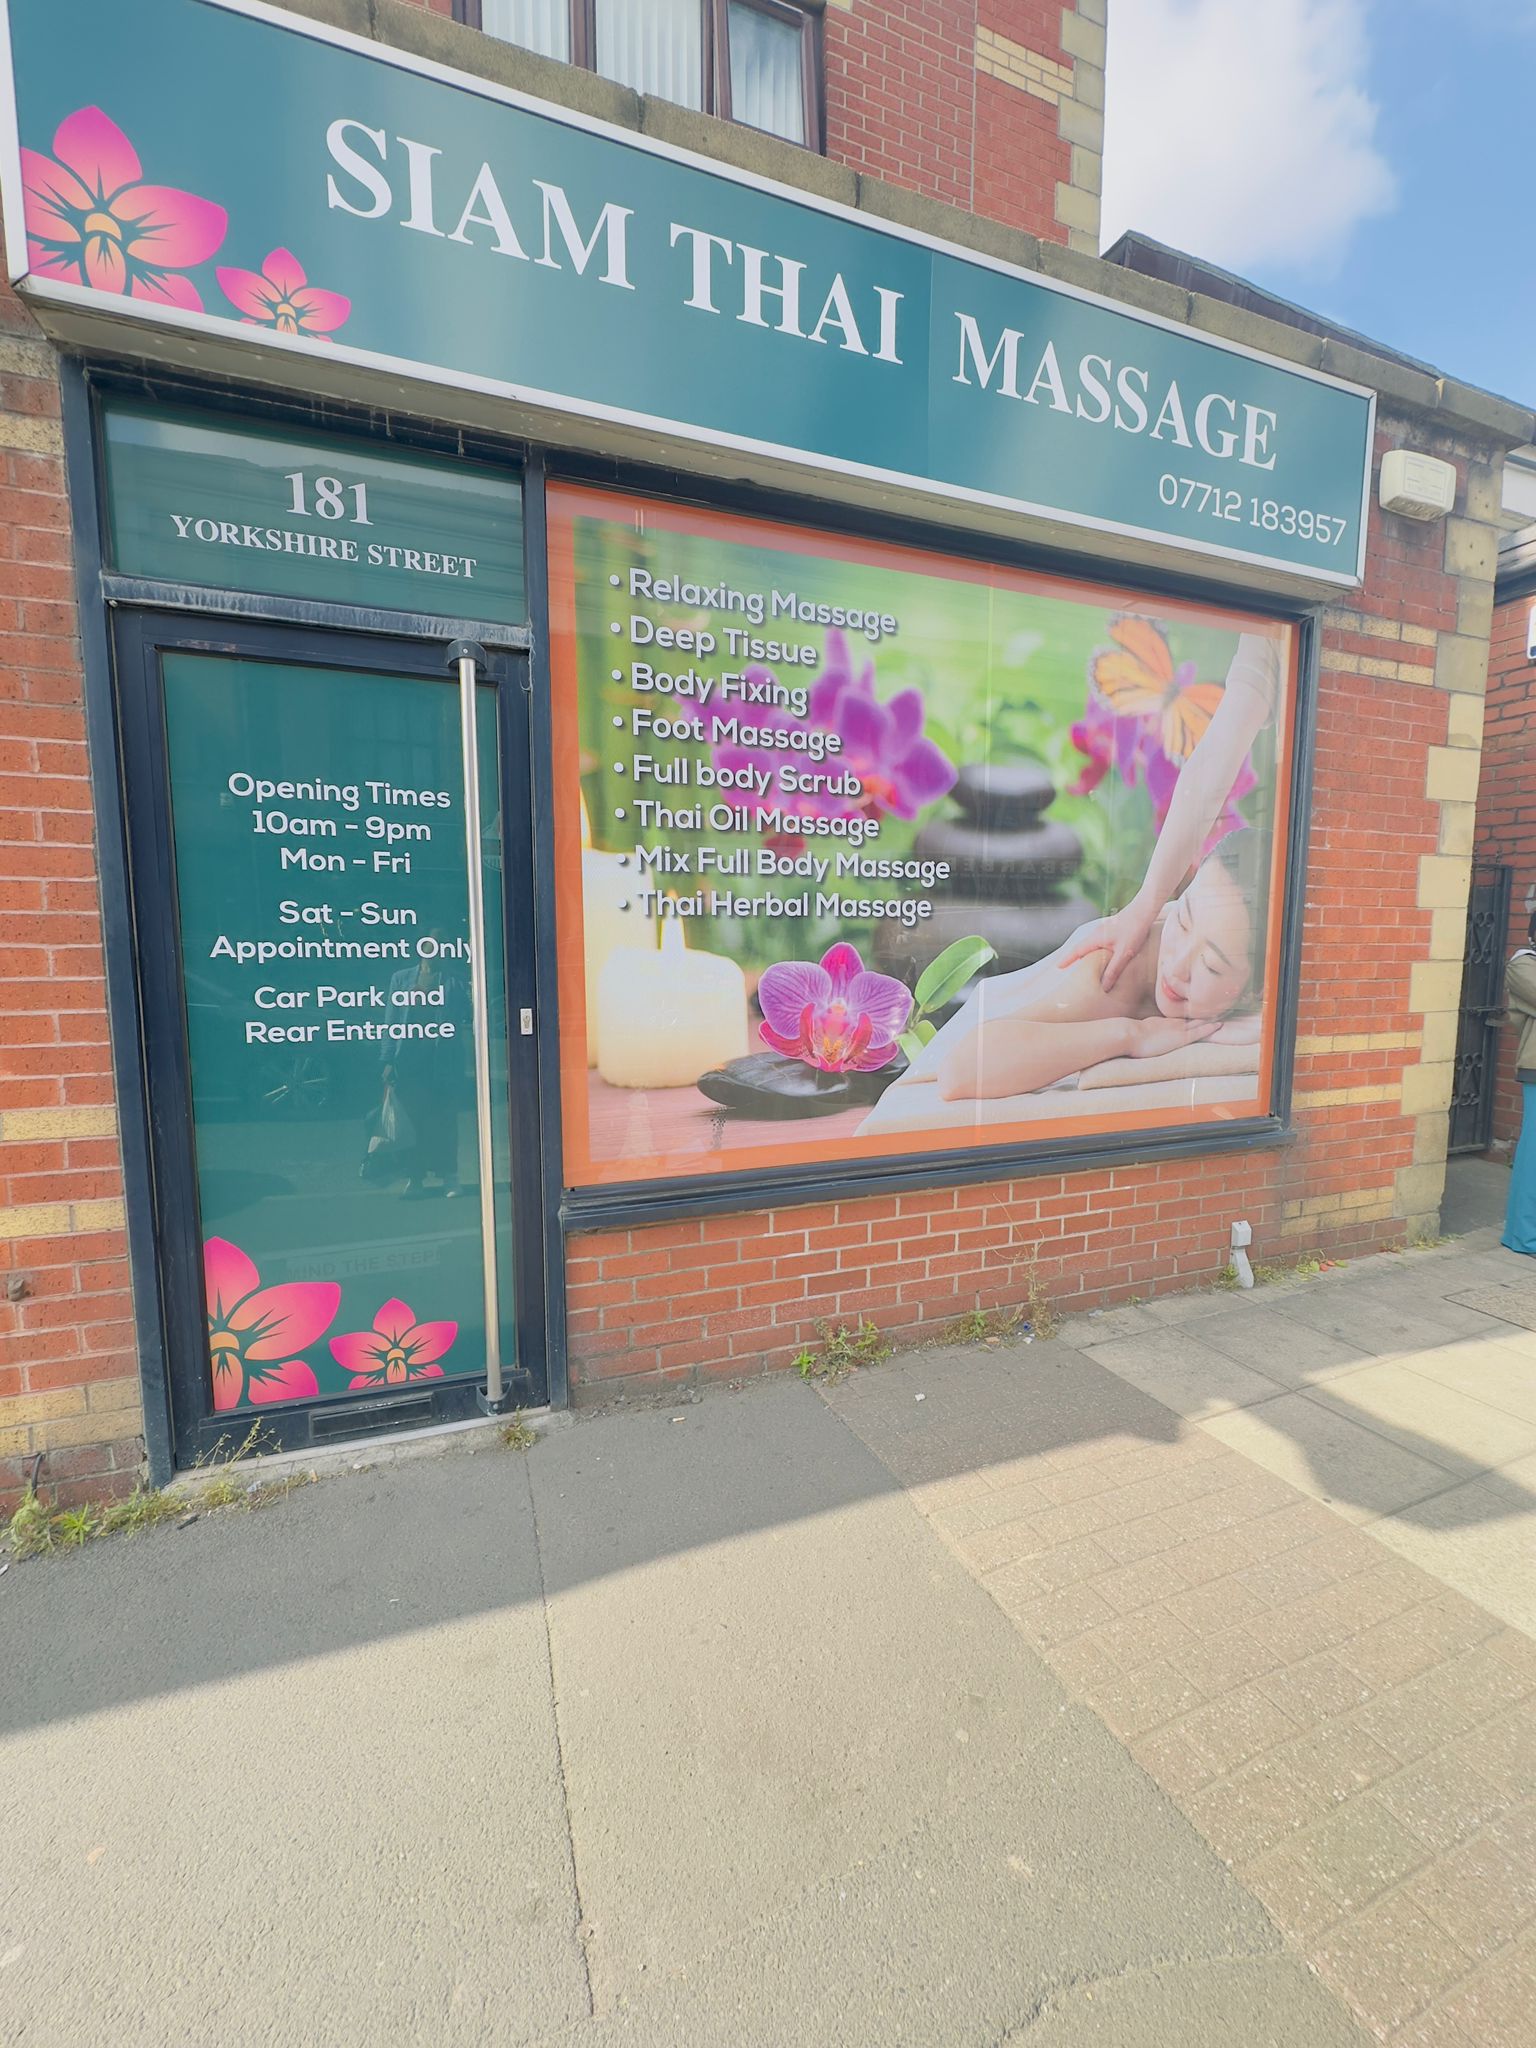 SIAM THAI MASSAGE
07712 183957
181
YORKSHIRE STREET
Opening Times
10am - 9pm
Mon - Fri
Sat - Sun
Appointment Only
Car Park and
Rear Entrance
MIND THE STEP
• Relaxing Massage
• Deep Tissue
• Body Fixing
• Foot Massage
• Full body Scrub
• Thai Oil Massage
• Mix Full Body Massage
• Thai Herbal Massage